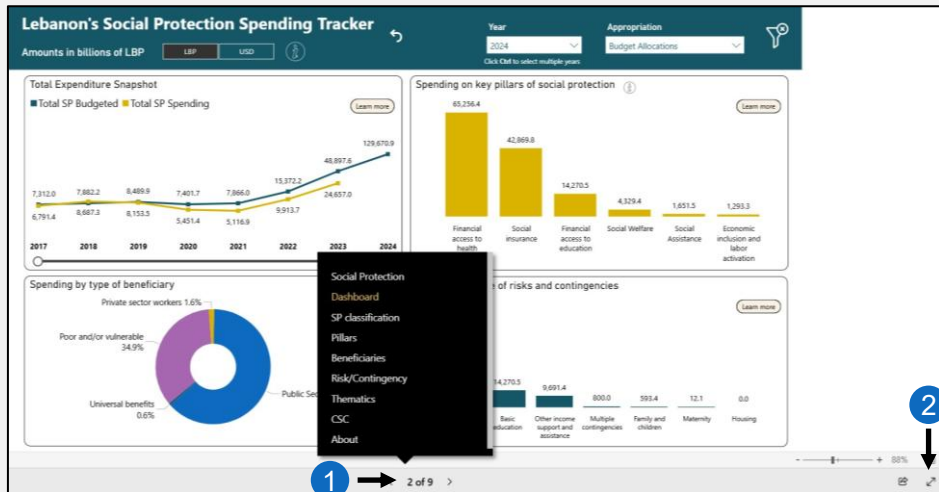 Lebanon's Social Protection Spending Tracker
Amounts in billions of LBP
LBP
USD
Year
2024
Click Ctrl to select multiple years
Appropriation
Budget Allocations
Total Expenditure Snapshot
Total SP Budgeted Total SP Spending
Learn more
129,670.9
48,897.6
15,372.2
24,657.0
7,312.0 7,882.2 8,489.9 7,401.7 7,866.0
6,791.4 8,687.3 8,153.5 5,451.4 5,116.9 9,913.7
2017 2018 2019 2020 2021 2022 2023 2024
Spending on key pillars of social protection
Learn more
65,256.4
42,869.8
14,270.5
4,329.4
1,651.5
1,293.3
Financial access to health
Social insurance
Financial access to education
Social Welfare
Social Assistance
Economic inclusion and labor activation
Spending by type of beneficiary
Private sector workers 1.6%
Poor and/or vulnerable
34.9%
Universal benefits
0.6%
Public Sec
Social Protection
Dashboard
SP classification
Pillars
Beneficiaries
Risk/Contingency
Thematics
CSC
About
e of risks and contingencies
Learn more
14,270.5
9,691.4
800.0
593.4
12.1
0.0
Basic education
Other income support and assistance
Multiple contingencies
Family and children
Maternity
Housing
2
- + 88%
1
2 of 9 >